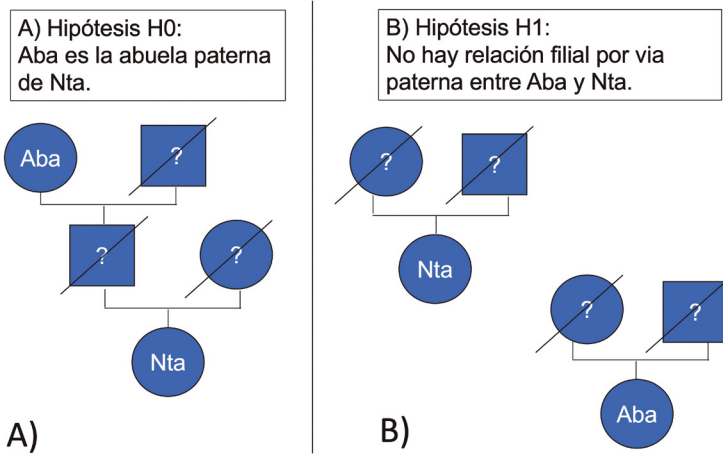 A) Hipótesis H0:
Aba es la abuela paterna
de Nta.
Aba
?
?
?
Nta
A)
B) Hipótesis H1:
No hay relación filial por via
paterna entre Aba y Nta.
?
?
Nta
?
?
Aba
B)